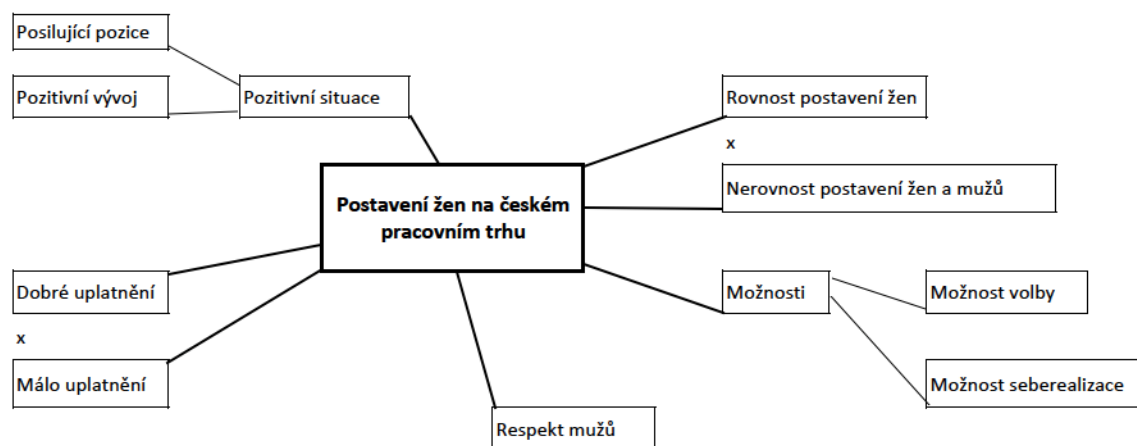 Posilující pozice
Pozitivní vývoj
Pozitivní situace
Rovnost postavení žen
x
Nerovnost postavení žen a mužů
Postavení žen na českém
pracovním trhu
Dobré uplatnění
x
Málo uplatnění
Možnosti
Možnost volby
Možnost seberealizace
Respekt mužů